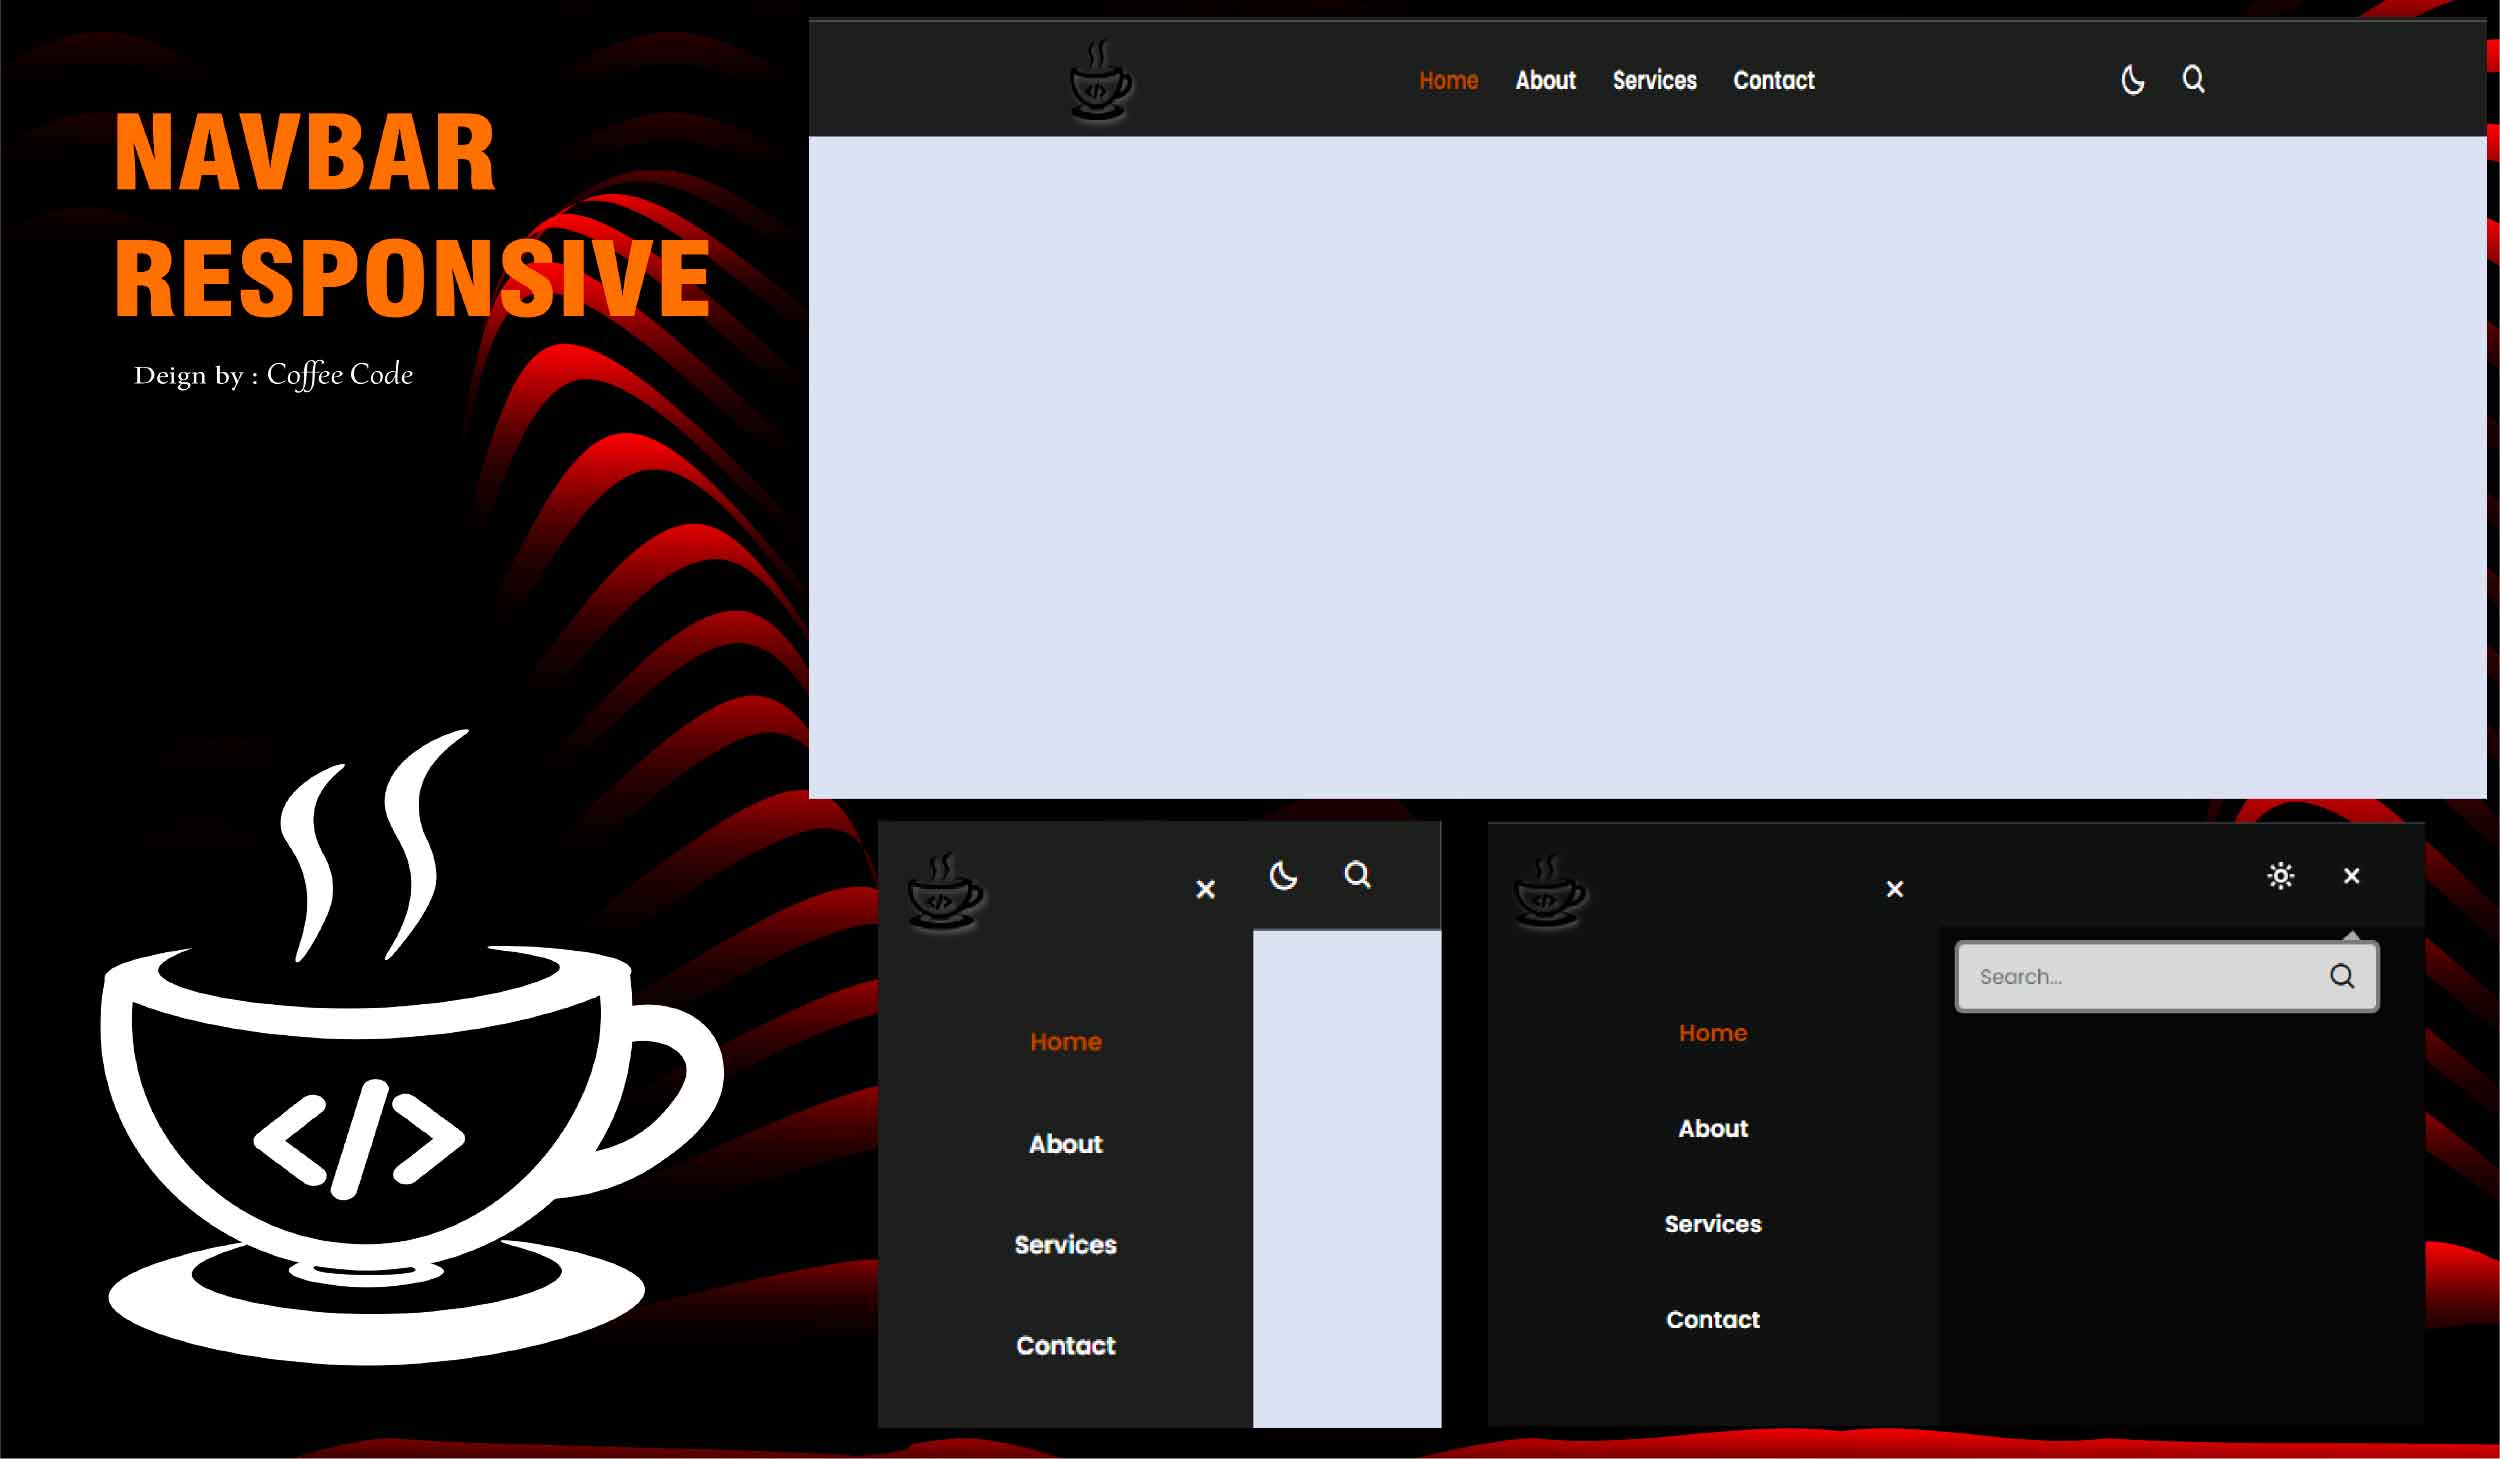 NAVBAR
RESPONSIVE
Deign by : Coffee Code
Home About Services Contact
</>
Home
About
Services
Contact
Search...
Home
About
Services
Contact